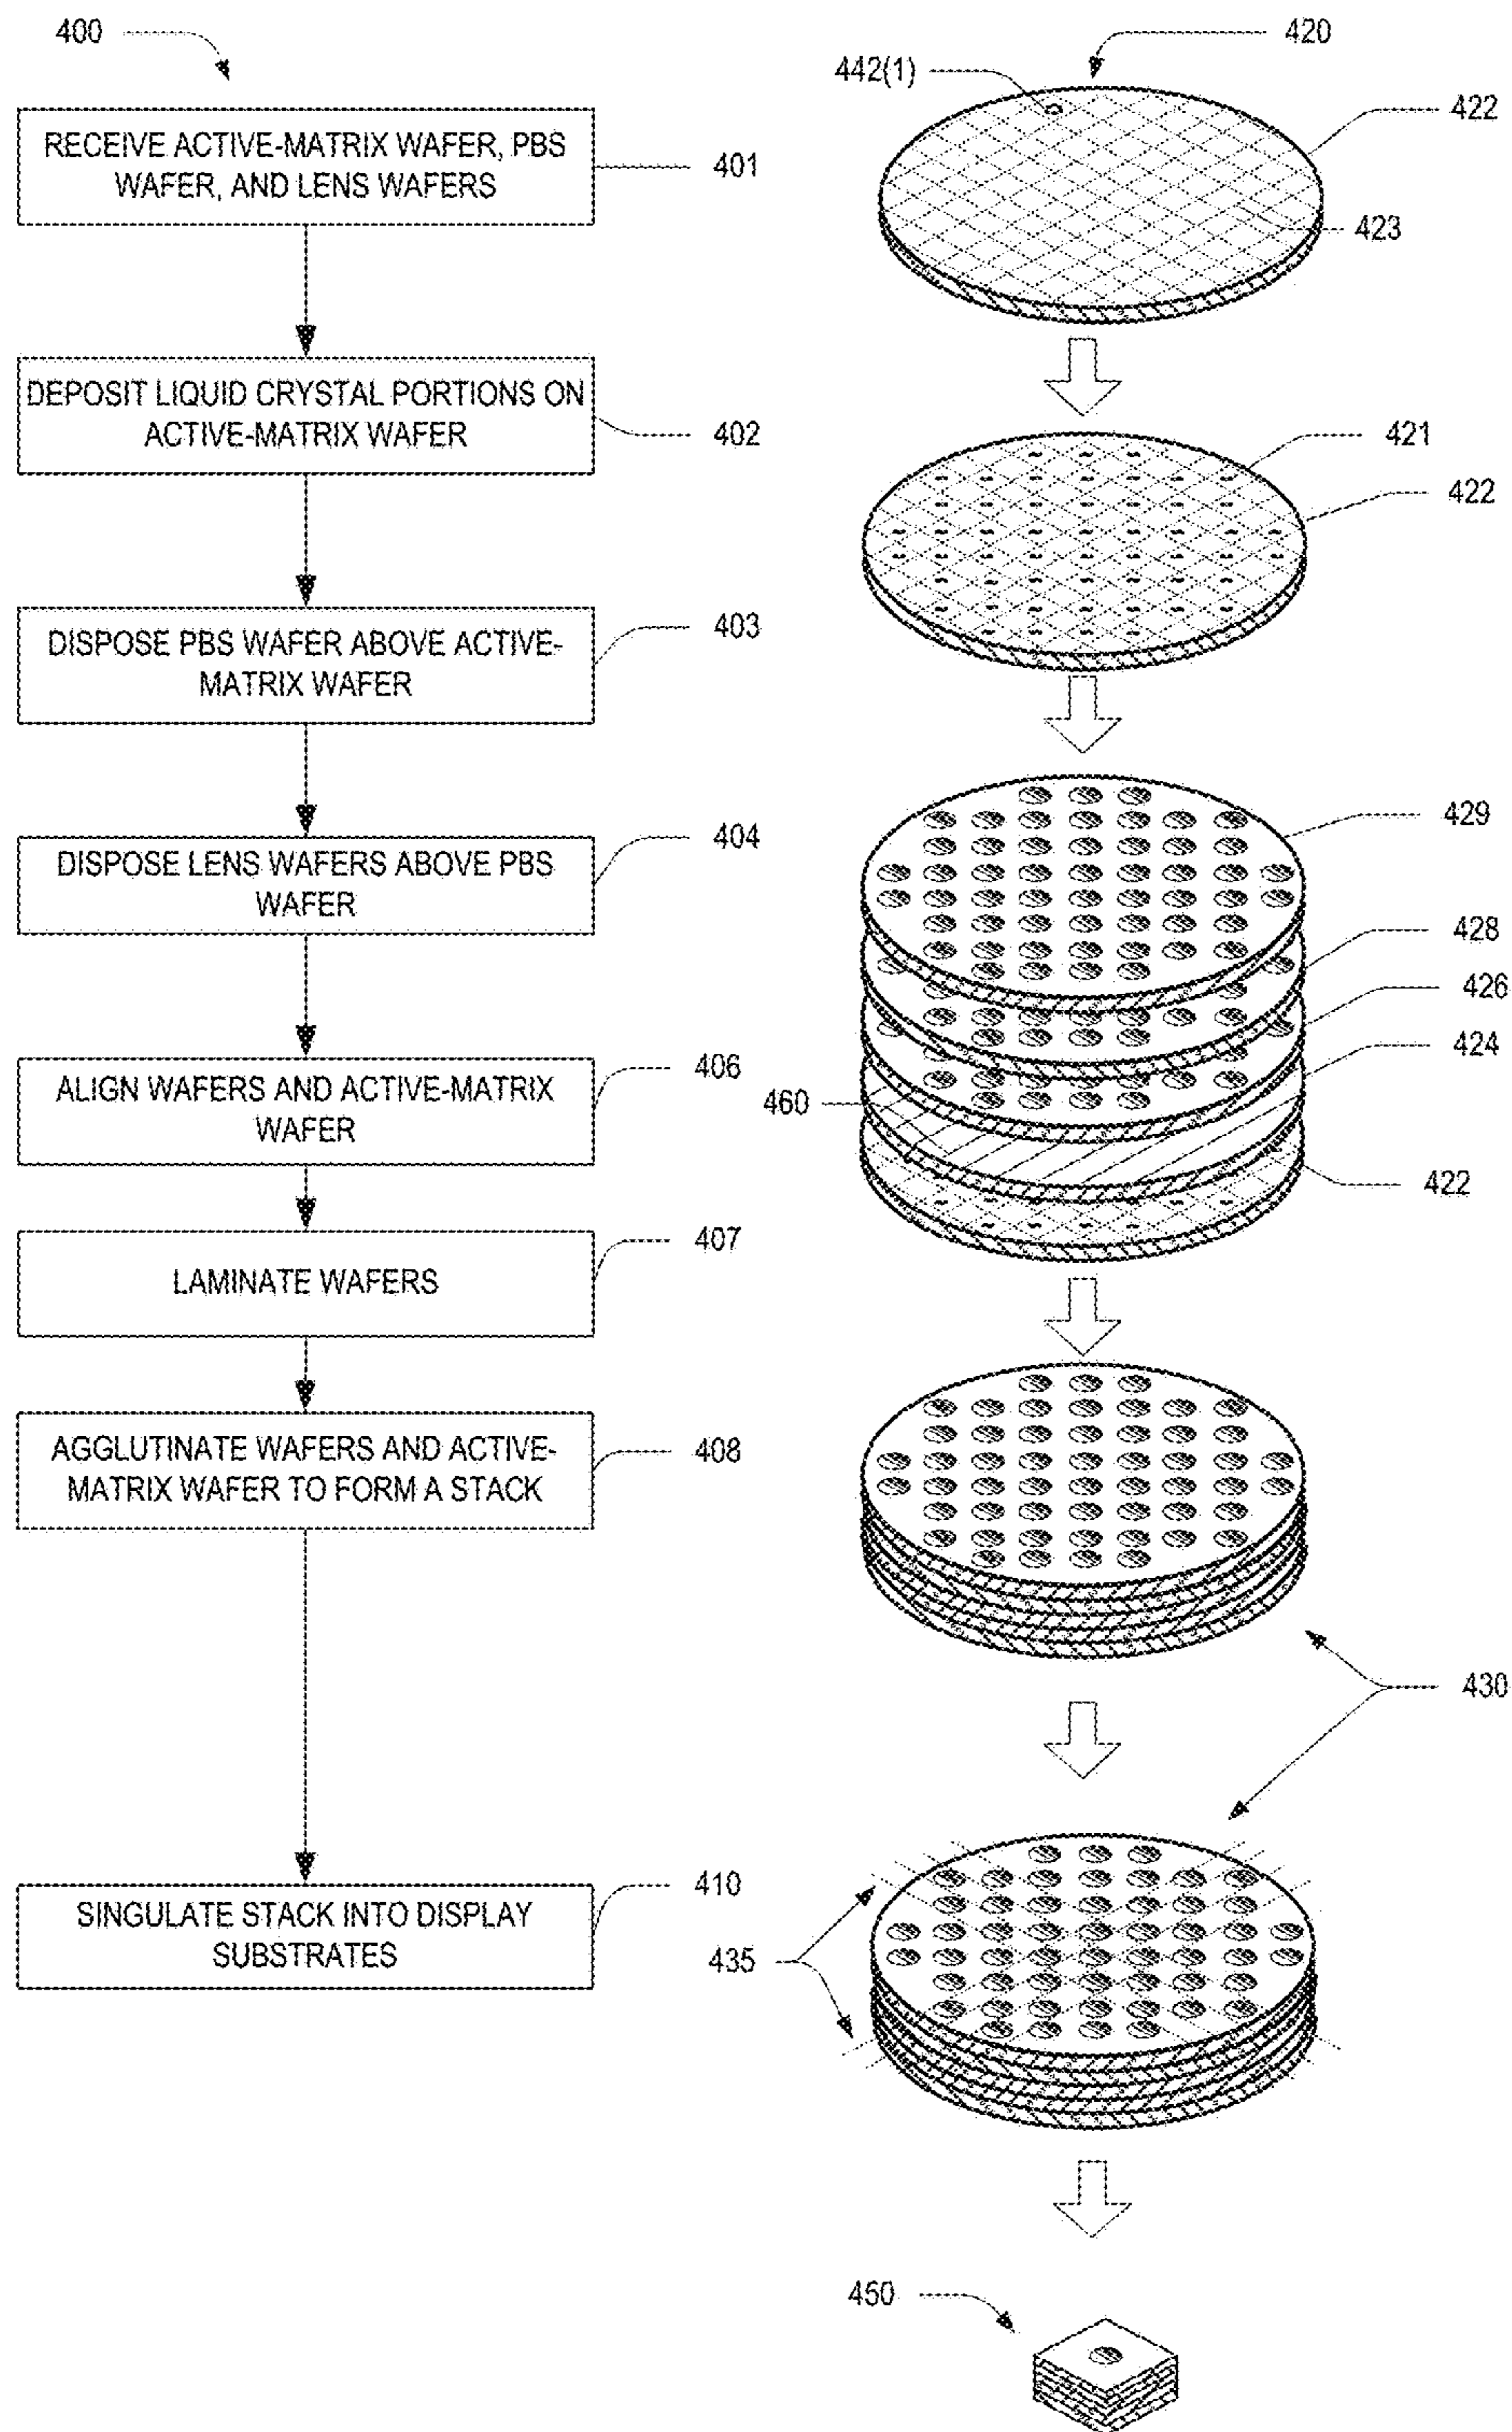 400
420
442(1)
422
RECEIVE ACTIVE-MATRIX WAFER, PBS
WAFER, AND LENS WAFERS
401
423
DEPOSIT LIQUID CRYSTAL PORTIONS ON
ACTIVE-MATRIX WAFER
402
421
422
DISPOSE PBS WAFER ABOVE ACTIVE-
MATRIX WAFER
403
DISPOSE LENS WAFERS ABOVE PBS
WAFER
404
429
428
426
424
ALIGN WAFERS AND ACTIVE-MATRIX
WAFER
406
460
422
LAMINATE WAFERS
407
AGGLUTINATE WAFERS AND ACTIVE-
MATRIX WAFER TO FORM A STACK
408
430
SINGULATE STACK INTO DISPLAY
SUBSTRATES
410
435
450